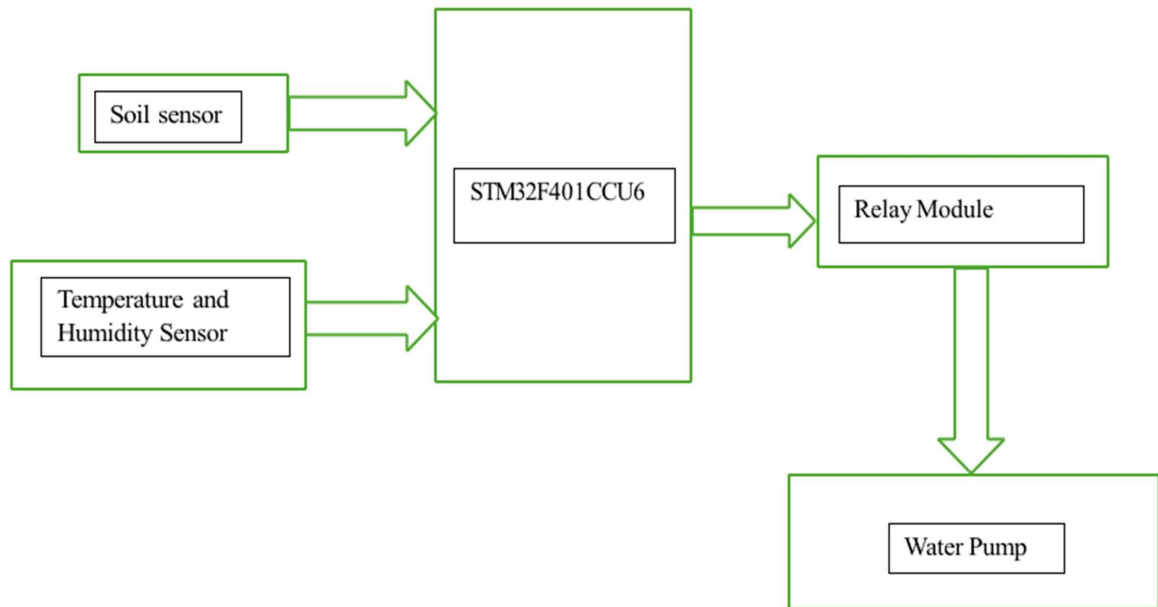 Soil sensor
STM32F401CCU6
Relay Module
Temperature and
Humidity Sensor
Water Pump